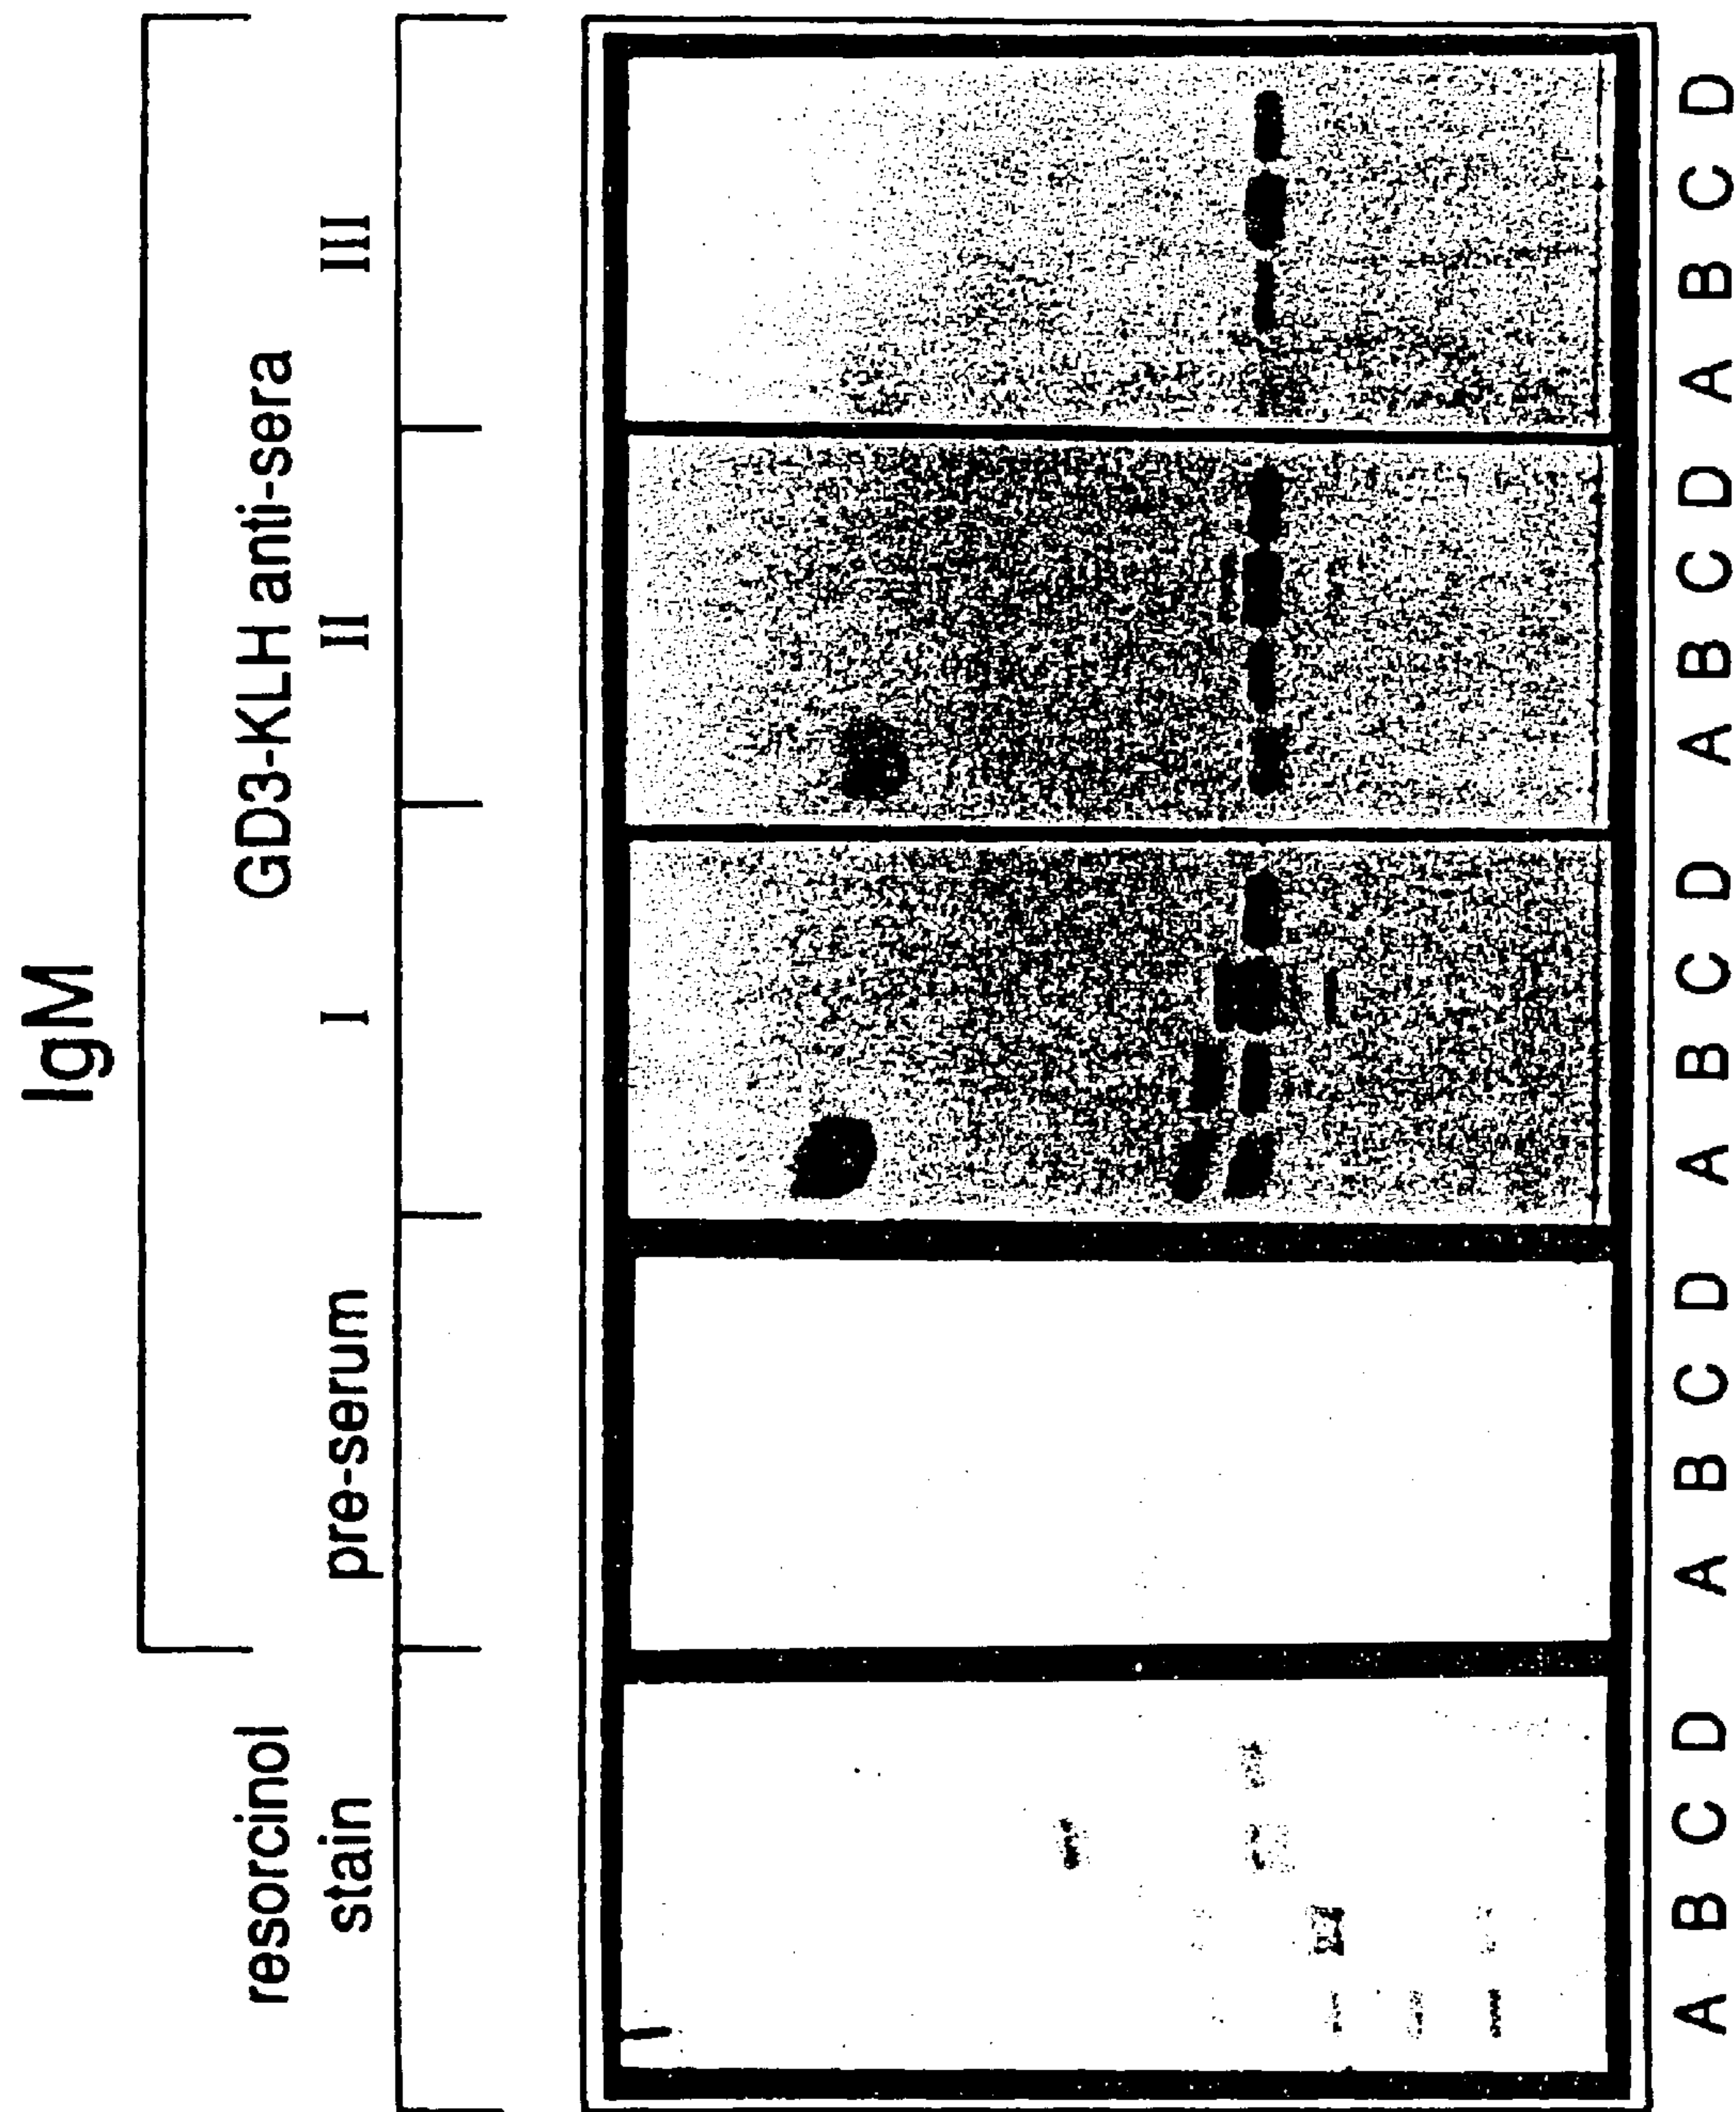 IgM
GD3-KLH anti-sera
resorcinol
stain
pre-serum
I
II
III
A B C D A B C D A B C D A B C D A B C D